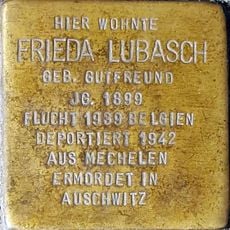 HIER WOHNTE
FRIEDA LUBASCH
GEB. GUTFREUND
JG. 1899
FLUCHT 1939 BELGIEN
DEPORTIERT 1942
AUS MECHELEN
ERMORDET IN
AUSCHWITZ